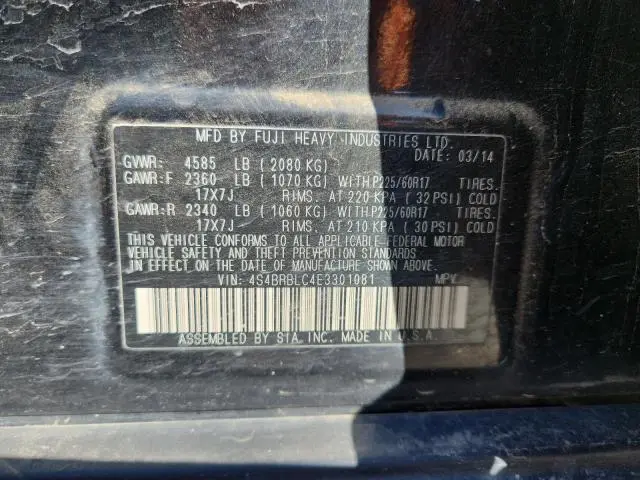 MFD BY FUJI HEAVY INDUSTRIES LTD.
DATE: 03/14
GVWR: 4585 LB (2080 KG)
GAWR:F 2360 LB (1070 KG) WITH P225/60R17 TIRES.
17X7J RIMS. AT 220 KPA (32 PSI) COLD
GAWR:R 2340 LB (1060 KG) WITH P225/60R17 TIRES.
17X7J RIMS. AT 210 KPA (30 PSI) COLD
THIS VEHICLE CONFORMS TO ALL APPLICABLE FEDERAL MOTOR
VEHICLE SAFETY AND THEFT PREVENTION STANDARDS
IN EFFECT ON THE DATE OF MANUFACTURE SHOWN ABOVE.
VIN: 4S4BRBLC4E3301081 MPV
ASSEMBLED BY SIA, INC. MADE IN U.S.A.